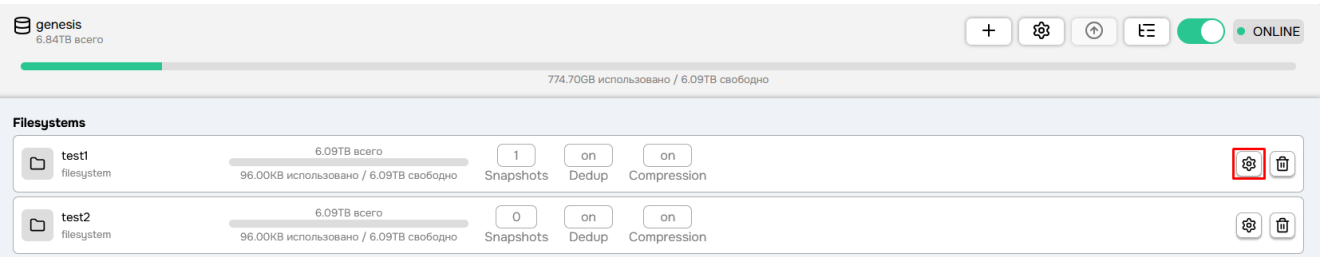 genesis
6.84TB всего
ONLINE
774.70GB использовано / 6.09TB свободно
Filesystems
test1
filesystem
6.09TB всего
96.00KB использовано / 6.09TB свободно
1
Snapshots
on
Dedup
on
Compression
test2
filesystem
6.09TB всего
96.00KB использовано / 6.09TB свободно
0
Snapshots
on
Dedup
on
Compression